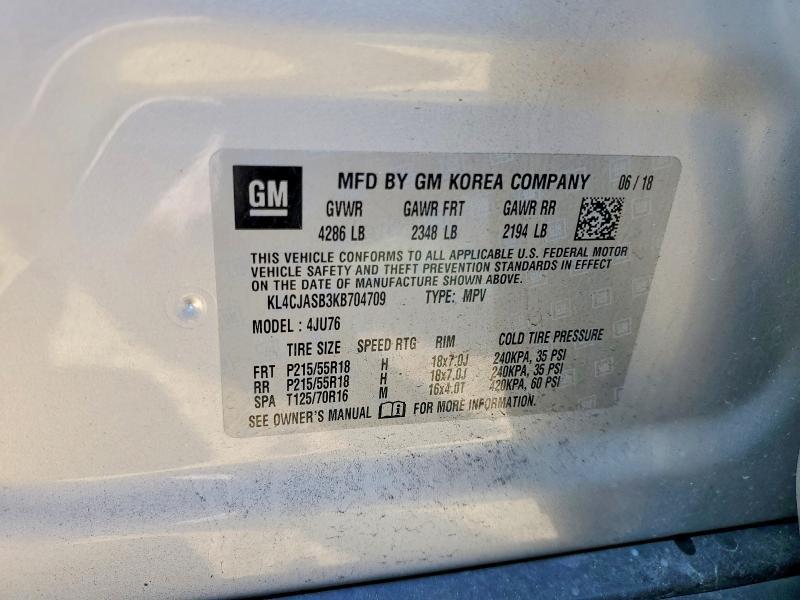 GM
MFD BY GM KOREA COMPANY 06 / 18
GVWR GAWR FRT GAWR RR
4286 LB 2348 LB 2194 LB
THIS VEHICLE CONFORMS TO ALL APPLICABLE U.S. FEDERAL MOTOR
VEHICLE SAFETY AND THEFT PREVENTION STANDARDS IN EFFECT
ON THE DATE OF MANUFACTURE SHOWN ABOVE.
KL4CJASB3KB704709 TYPE: MPV
MODEL : 4JU76
TIRE SIZE SPEED RTG RIM COLD TIRE PRESSURE
FRT P215/55R18 H 18x7.0J 240KPA, 35 PSI
RR P215/55R18 H 18x7.0J 240KPA, 35 PSI
SPA T125/70R16 M 16x4.0T 420KPA, 60 PSI
SEE OWNER'S MANUAL FOR MORE INFORMATION.